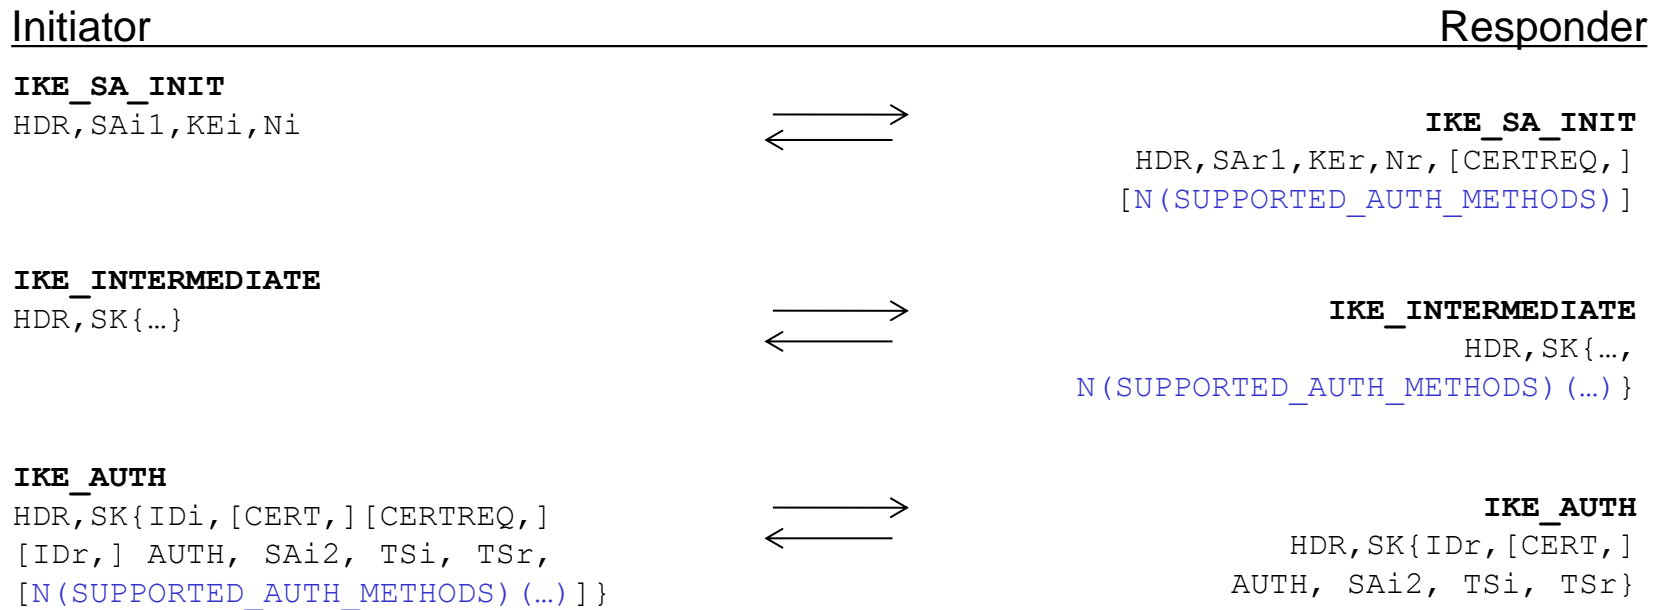 Initiator
Responder
IKE_SA_INIT
HDR,SAi1,KEi,Ni
IKE_SA_INIT
HDR,SAr1,KEr,Nr,[CERTREQ,]
[N(SUPPORTED_AUTH_METHODS)]
IKE_INTERMEDIATE
HDR,SK{…}
IKE_INTERMEDIATE
HDR,SK{…,
N(SUPPORTED_AUTH_METHODS)(…)}
IKE_AUTH
HDR,SK{IDi,[CERT,][CERTREQ,]
[IDr,] AUTH, SAi2, TSi, TSr,
[N(SUPPORTED_AUTH_METHODS)(…)]}
IKE_AUTH
HDR,SK{IDr,[CERT,]
AUTH, SAi2, TSi, TSr}